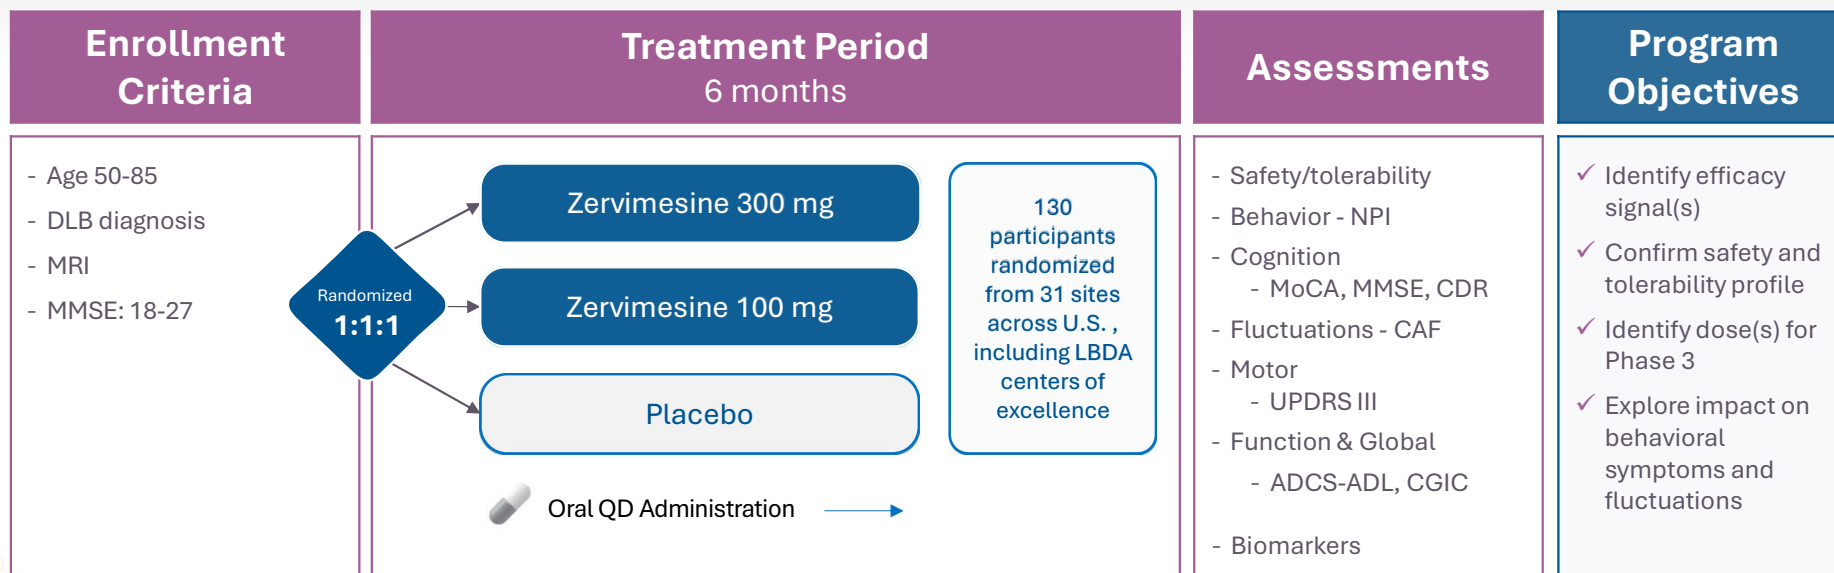 Enrollment
Criteria
Treatment Period
6 months
Assessments
Program
Objectives
- Age 50-85
- DLB diagnosis
- MRI
- MMSE: 18-27
Randomized
1:1:1
Zervimesine 300 mg
Zervimesine 100 mg
Placebo
Oral QD Administration
130
participants
randomized
from 31 sites
across U.S. ,
including LBDA
centers of
excellence
- Safety/tolerability
- Behavior - NPI
- Cognition
- MoCA, MMSE, CDR
- Fluctuations - CAF
- Motor
- UPDRS III
- Function & Global
- ADCS-ADL, CGIC
- Biomarkers
✓ Identify efficacy
signal(s)
✓ Confirm safety and
tolerability profile
✓ Identify dose(s) for
Phase 3
✓ Explore impact on
behavioral
symptoms and
fluctuations